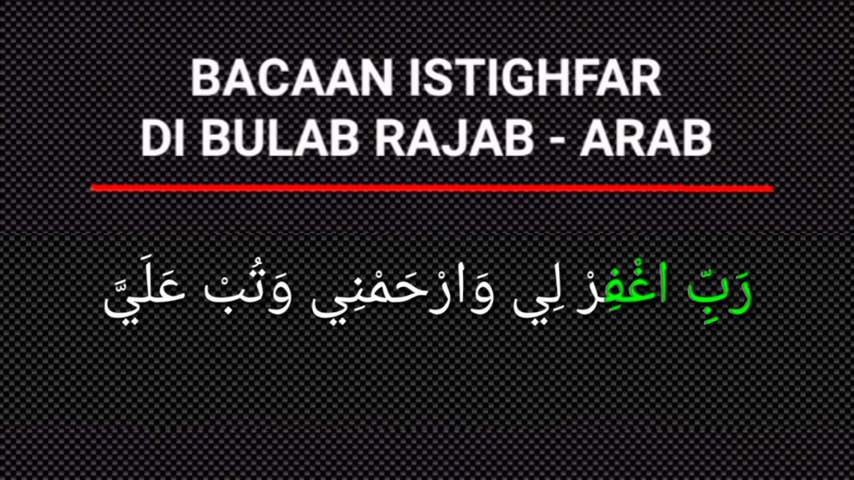 BACAAN ISTIGHFAR
DI BULAB RAJAB - ARAB
رَبِّ اغْفِرْ لِي وَارْحَمْنِي وَتُبْ عَلَيَّ